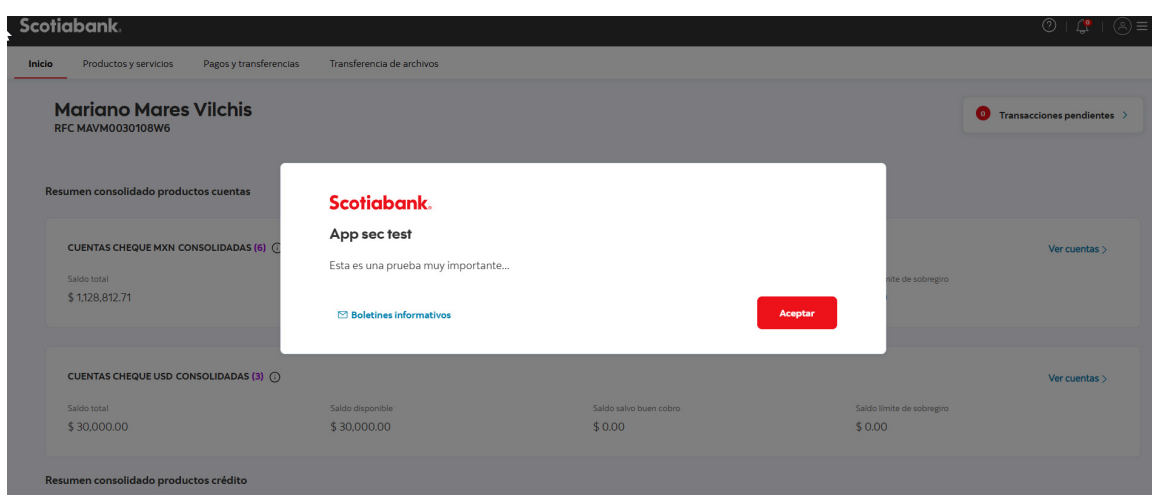 Scotiabank.
Inicio Productos y servicios Pagos y transferencias Transferencia de archivos
Mariano Mares Vilchis
RFC MAVM0030108W6
0 Transacciones pendientes >
Resumen consolidado productos cuentas
Scotiabank.
App sec test
Esta es una prueba muy importante...
Boletines informativos
Aceptar
CUENTAS CHEQUE MXN CONSOLIDADAS (6)
Ver cuentas >
Saldo total
$ 1,128,812.71
límite de sobregiro
CUENTAS CHEQUE USD CONSOLIDADAS (3)
Ver cuentas >
Saldo total Saldo disponible Saldo salvo buen cobro Saldo límite de sobregiro
$ 30,000.00 $ 30,000.00 $ 0.00 $ 0.00
Resumen consolidado productos crédito